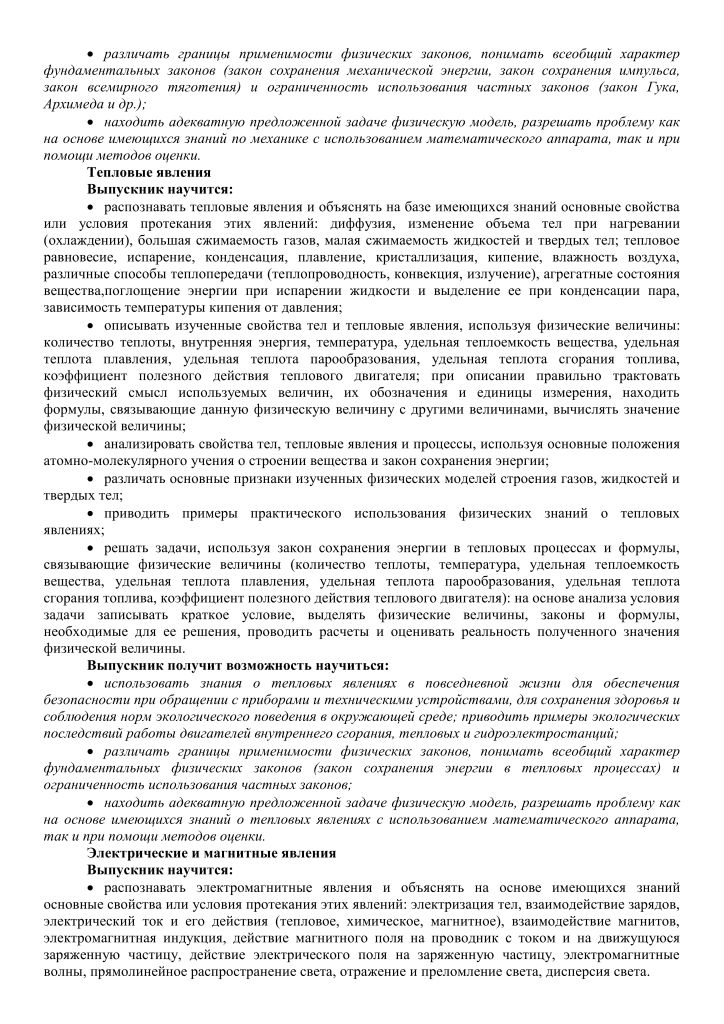 • различать границы применимости физических законов, понимать всеобщий характер
фундаментальных законов (закон сохранения механической энергии, закон сохранения импульса,
закон всемирного тяготения) и ограниченность использования частных законов (закон Гука,
Архимеда и др.);
• находить адекватную предложенной задаче физическую модель, разрешать проблему как
на основе имеющихся знаний по механике с использованием математического аппарата, так и при
помощи методов оценки.
Тепловые явления
Выпускник научится:
• распознавать тепловые явления и объяснять на базе имеющихся знаний основные свойства
или условия протекания этих явлений: диффузия, изменение объема тел при нагревании
(охлаждении), большая сжимаемость газов, малая сжимаемость жидкостей и твердых тел; тепловое
равновесие, испарение, конденсация, плавление, кристаллизация, кипение, влажность воздуха,
различные способы теплопередачи (теплопроводность, конвекция, излучение), агрегатные состояния
вещества,поглощение энергии при испарении жидкости и выделение ее при конденсации пара,
зависимость температуры кипения от давления;
• описывать изученные свойства тел и тепловые явления, используя физические величины:
количество теплоты, внутренняя энергия, температура, удельная теплоемкость вещества, удельная
теплота плавления, удельная теплота парообразования, удельная теплота сгорания топлива,
коэффициент полезного действия теплового двигателя; при описании правильно трактовать
физический смысл используемых величин, их обозначения и единицы измерения, находить
формулы, связывающие данную физическую величину с другими величинами, вычислять значение
физической величины;
• анализировать свойства тел, тепловые явления и процессы, используя основные положения
атомно-молекулярного учения о строении вещества и закон сохранения энергии;
• различать основные признаки изученных физических моделей строения газов, жидкостей и
твердых тел;
• приводить примеры практического использования физических знаний о тепловых
явлениях;
• решать задачи, используя закон сохранения энергии в тепловых процессах и формулы,
связывающие физические величины (количество теплоты, температура, удельная теплоемкость
вещества, удельная теплота плавления, удельная теплота парообразования, удельная теплота
сгорания топлива, коэффициент полезного действия теплового двигателя): на основе анализа условия
задачи записывать краткое условие, выделять физические величины, законы и формулы,
необходимые для ее решения, проводить расчеты и оценивать реальность полученного значения
физической величины.
Выпускник получит возможность научиться:
• использовать знания о тепловых явлениях в повседневной жизни для обеспечения
безопасности при обращении с приборами и техническими устройствами, для сохранения здоровья и
соблюдения норм экологического поведения в окружающей среде; приводить примеры экологических
последствий работы двигателей внутреннего сгорания, тепловых и гидроэлектростанций;
• различать границы применимости физических законов, понимать всеобщий характер
фундаментальных физических законов (закон сохранения энергии в тепловых процессах) и
ограниченность использования частных законов;
• находить адекватную предложенной задаче физическую модель, разрешать проблему как
на основе имеющихся знаний о тепловых явлениях с использованием математического аппарата,
так и при помощи методов оценки.
Электрические и магнитные явления
Выпускник научится:
• распознавать электромагнитные явления и объяснять на основе имеющихся знаний
основные свойства или условия протекания этих явлений: электризация тел, взаимодействие зарядов,
электрический ток и его действия (тепловое, химическое, магнитное), взаимодействие магнитов,
электромагнитная индукция, действие магнитного поля на проводник с током и на движущуюся
заряженную частицу, действие электрического поля на заряженную частицу, электромагнитные
волны, прямолинейное распространение света, отражение и преломление света, дисперсия света.